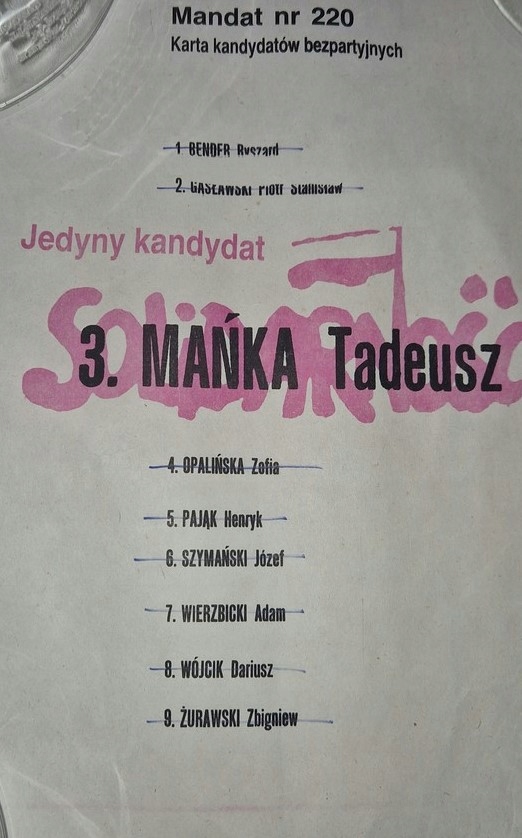 Mandat nr 220
Karta kandydatów bezpartyjnych
1 BENDER Ryszard
2. GĄSŁAWSKI Piotr Stanisław
Jedyny kandydat
Solidarność
3. MAŃKA Tadeusz
4. OPALIŃSKA Zofia
5. PAJĄK Henryk
6. SZYMAŃSKI Józef
7. WIERZBICKI Adam
8. WÓJCIK Dariusz
9. ŻURAWSKI Zbigniew